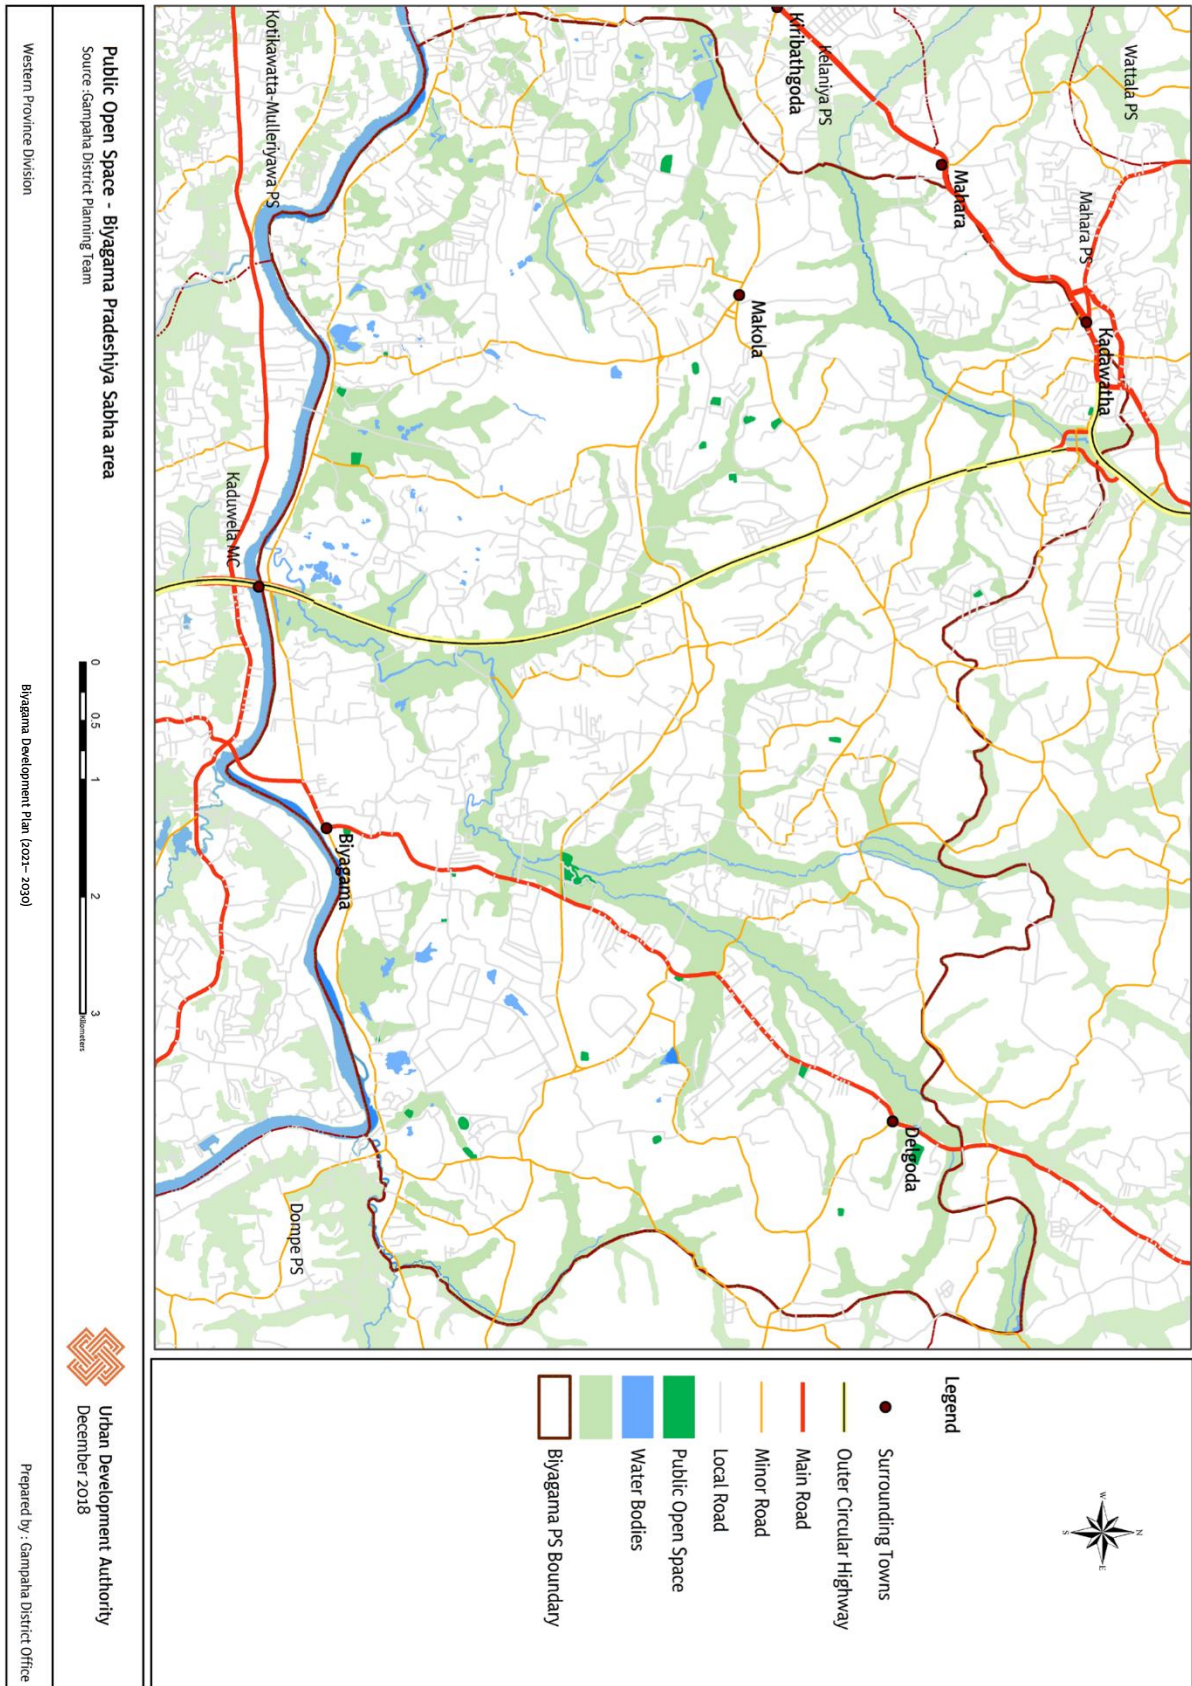 Wattala PS
Mahara PS
Kelaniya PS
Kiribathgoda
Mahara
Kadawatha
Makola
Delgoda
Kotikawatta-Mulleriyawa PS
Kaduwela MC
Biyagama
Dompe PS
Legend
N
W
E
S
Surrounding Towns
Outer Circular Highway
Main Road
Minor Road
Local Road
Public Open Space
Water Bodies
Biyagama PS Boundary
Public Open Space - Biyagama Pradeshiya Sabha area
Source :Gampaha District Planning Team
0 0.5 1 2 3
Kilometers
Urban Development Authority
December 2018
Western Province Division
Biyagama Development Plan (2021– 2030)
Prepared by : Gampaha District Office